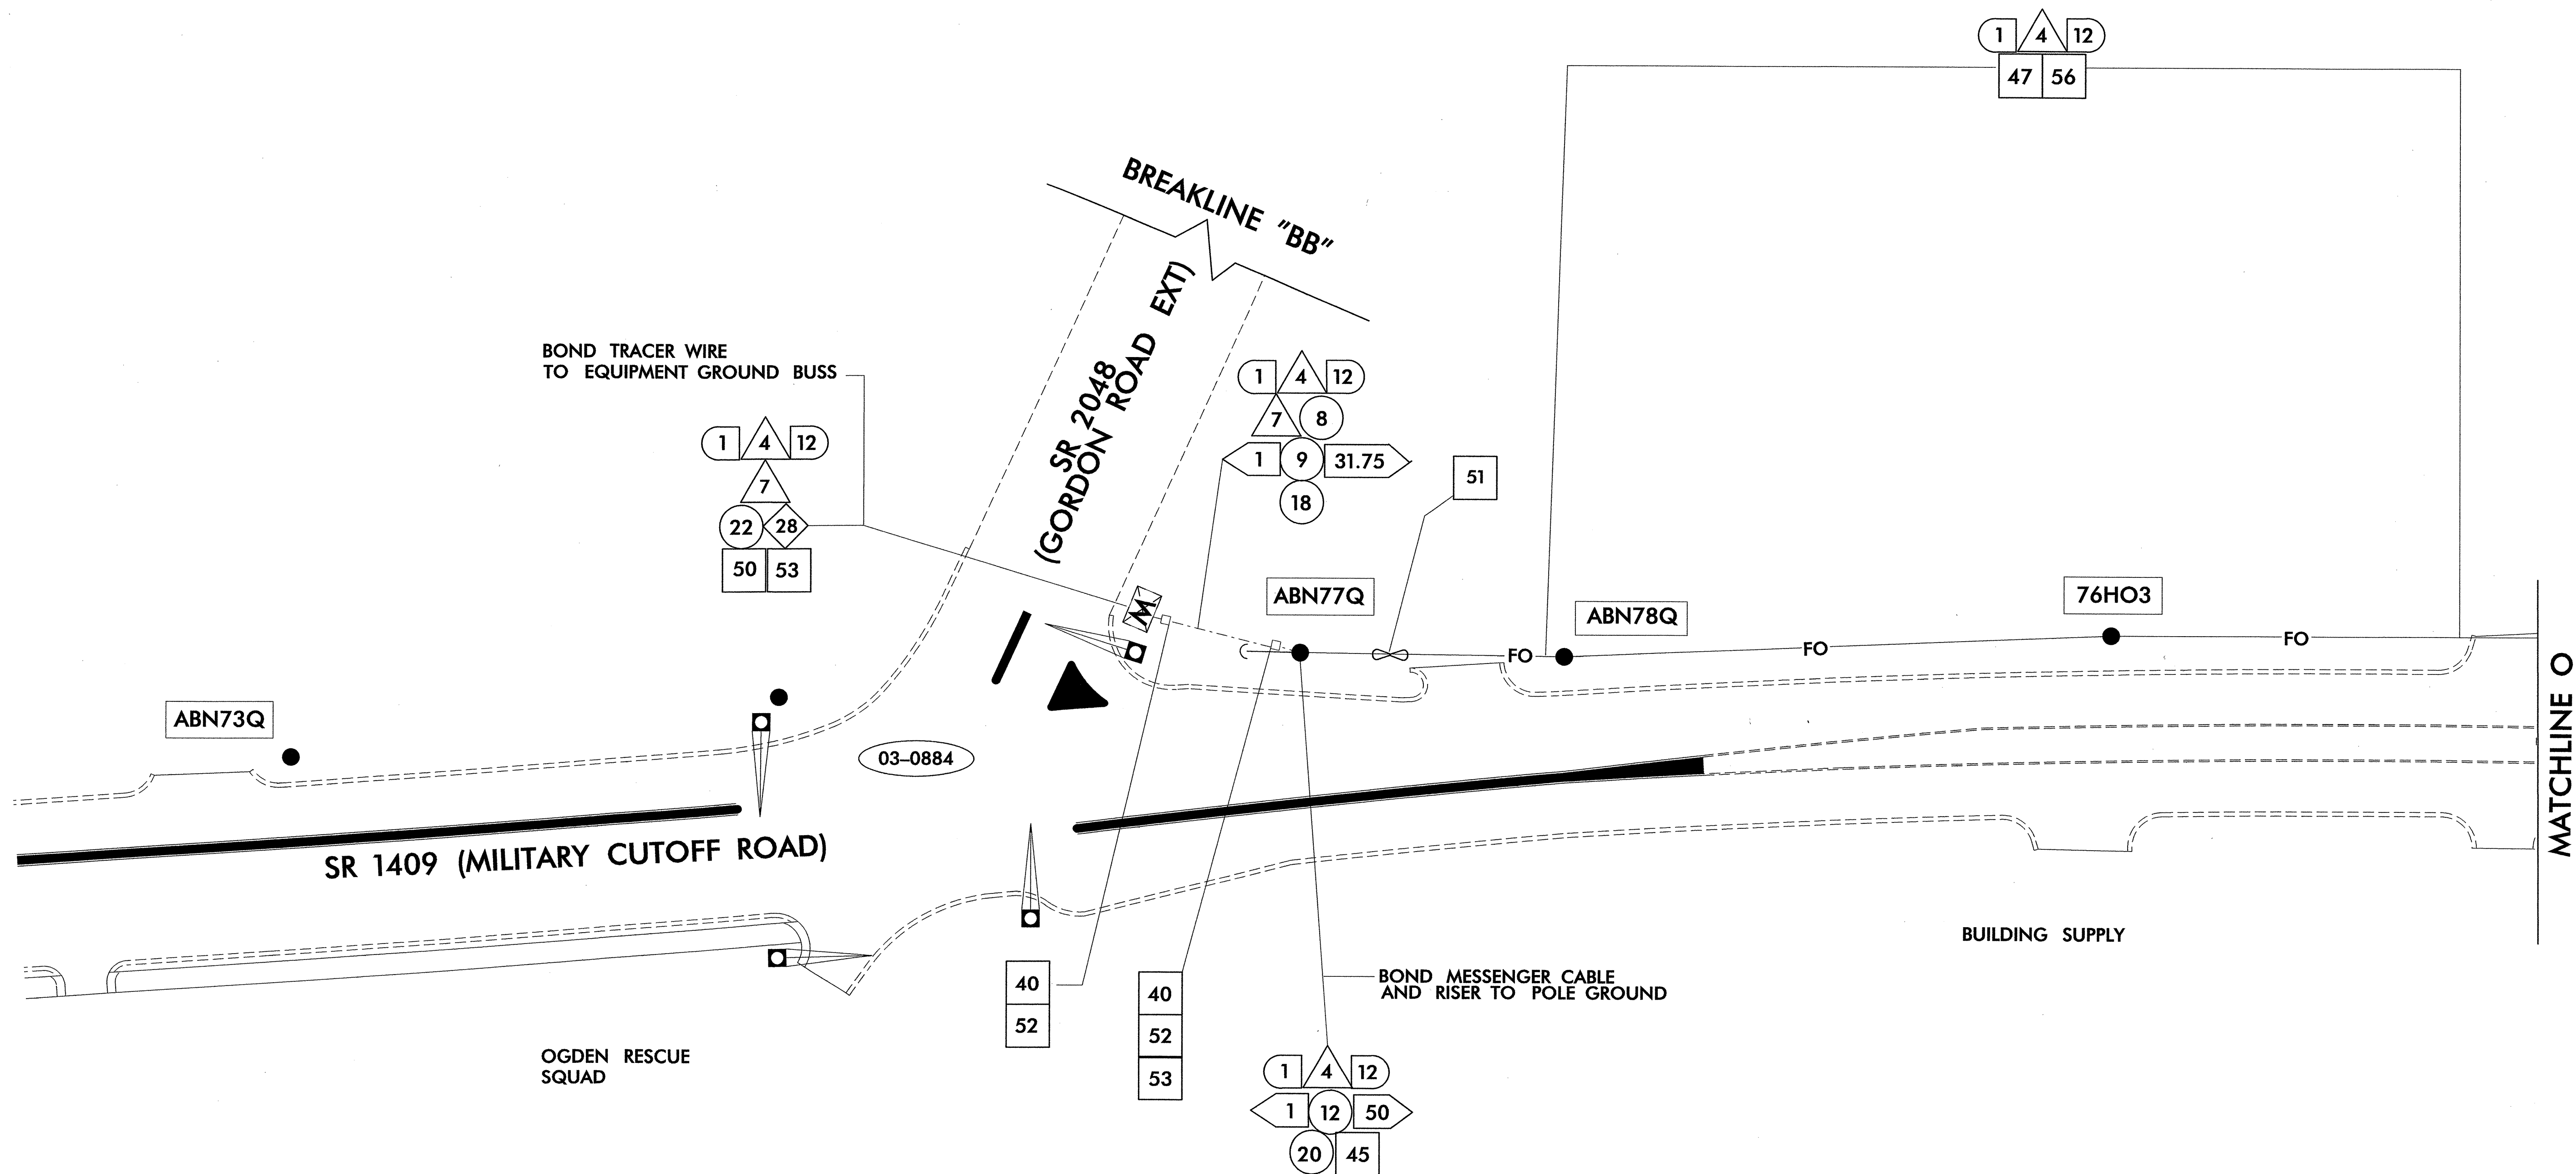 1 4 12
47 56
BREAKLINE "BB"
SR 2048
(GORDON ROAD EXT)
BOND TRACER WIRE
TO EQUIPMENT GROUND BUSS
1 4 12
7
22 28
50 53
1 4 12
7 8
1 9 31.75
18
51
M
ABN77Q
ABN78Q
76HO3
FO
FO
FO
ABN73Q
03-0884
MATCHLINE O
SR 1409 (MILITARY CUTOFF ROAD)
BUILDING SUPPLY
40
52
40
52
53
BOND MESSENGER CABLE
AND RISER TO POLE GROUND
OGDEN RESCUE
SQUAD
1 4 12
1 12 50
20 45